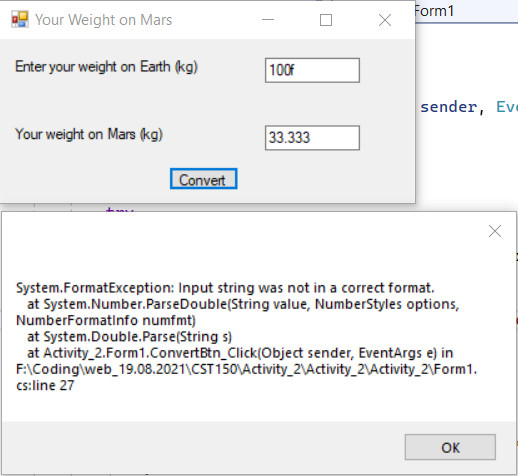 Your Weight on Mars
Form1
Enter your weight on Earth (kg)
100f
sender, Eve
Your weight on Mars (kg)
33.333
Convert
try
System.FormatException: Input string was not in a correct format.
at System.Number.ParseDouble(String value, NumberStyles options,
NumberFormatInfo numfmt)
at System.Double.Parse(String s)
at Activity_2.Form1.ConvertBtn_Click(Object sender, EventArgs e) in
F:\Coding\web_19.08.2021\CST150\Activity_2\Activity_2\Activity_2\Form1.
cs:line 27
OK